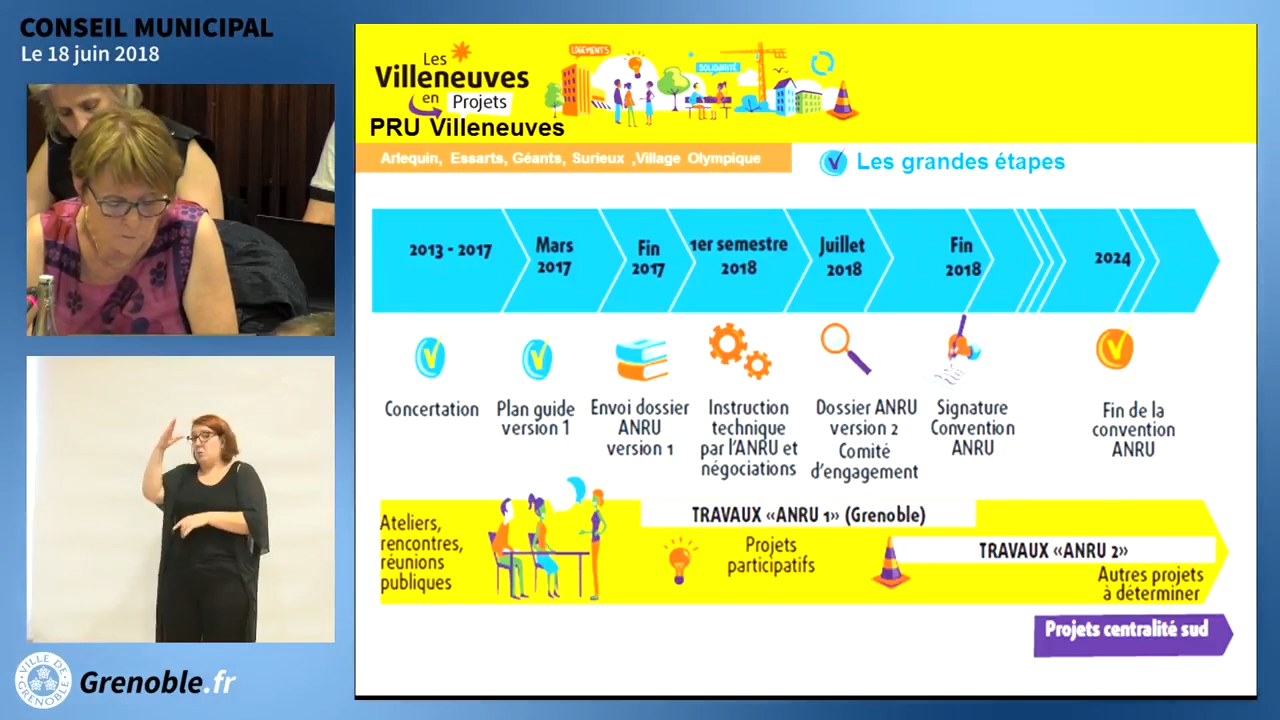 CONSEIL MUNICIPAL
Le 18 juin 2018
Les
Villeneuves
en Projets
PRU Villeneuves
LOGEMENTS
SOLIDARITÉ
Arlequin, Essarts, Géants, Surieux ,Village Olympique
Les grandes étapes
2013 - 2017
Mars
2017
Fin
2017
1er semestre
2018
Juillet
2018
Fin
2018
2024
Concertation
Plan guide
version 1
Envoi dossier
ANRU
version 1
Instruction
technique
par l'ANRU et
négociations
Dossier ANRU
version 2
Comité
d'engagement
Signature
Convention
ANRU
Fin de la
convention
ANRU
Ateliers,
rencontres,
réunions
publiques
TRAVAUX «ANRU 1» (Grenoble)
Projets
participatifs
TRAVAUX «ANRU 2»
Autres projets
à déterminer
Projets centralité sud
VILLE DE
GRENOBLE
Grenoble.fr